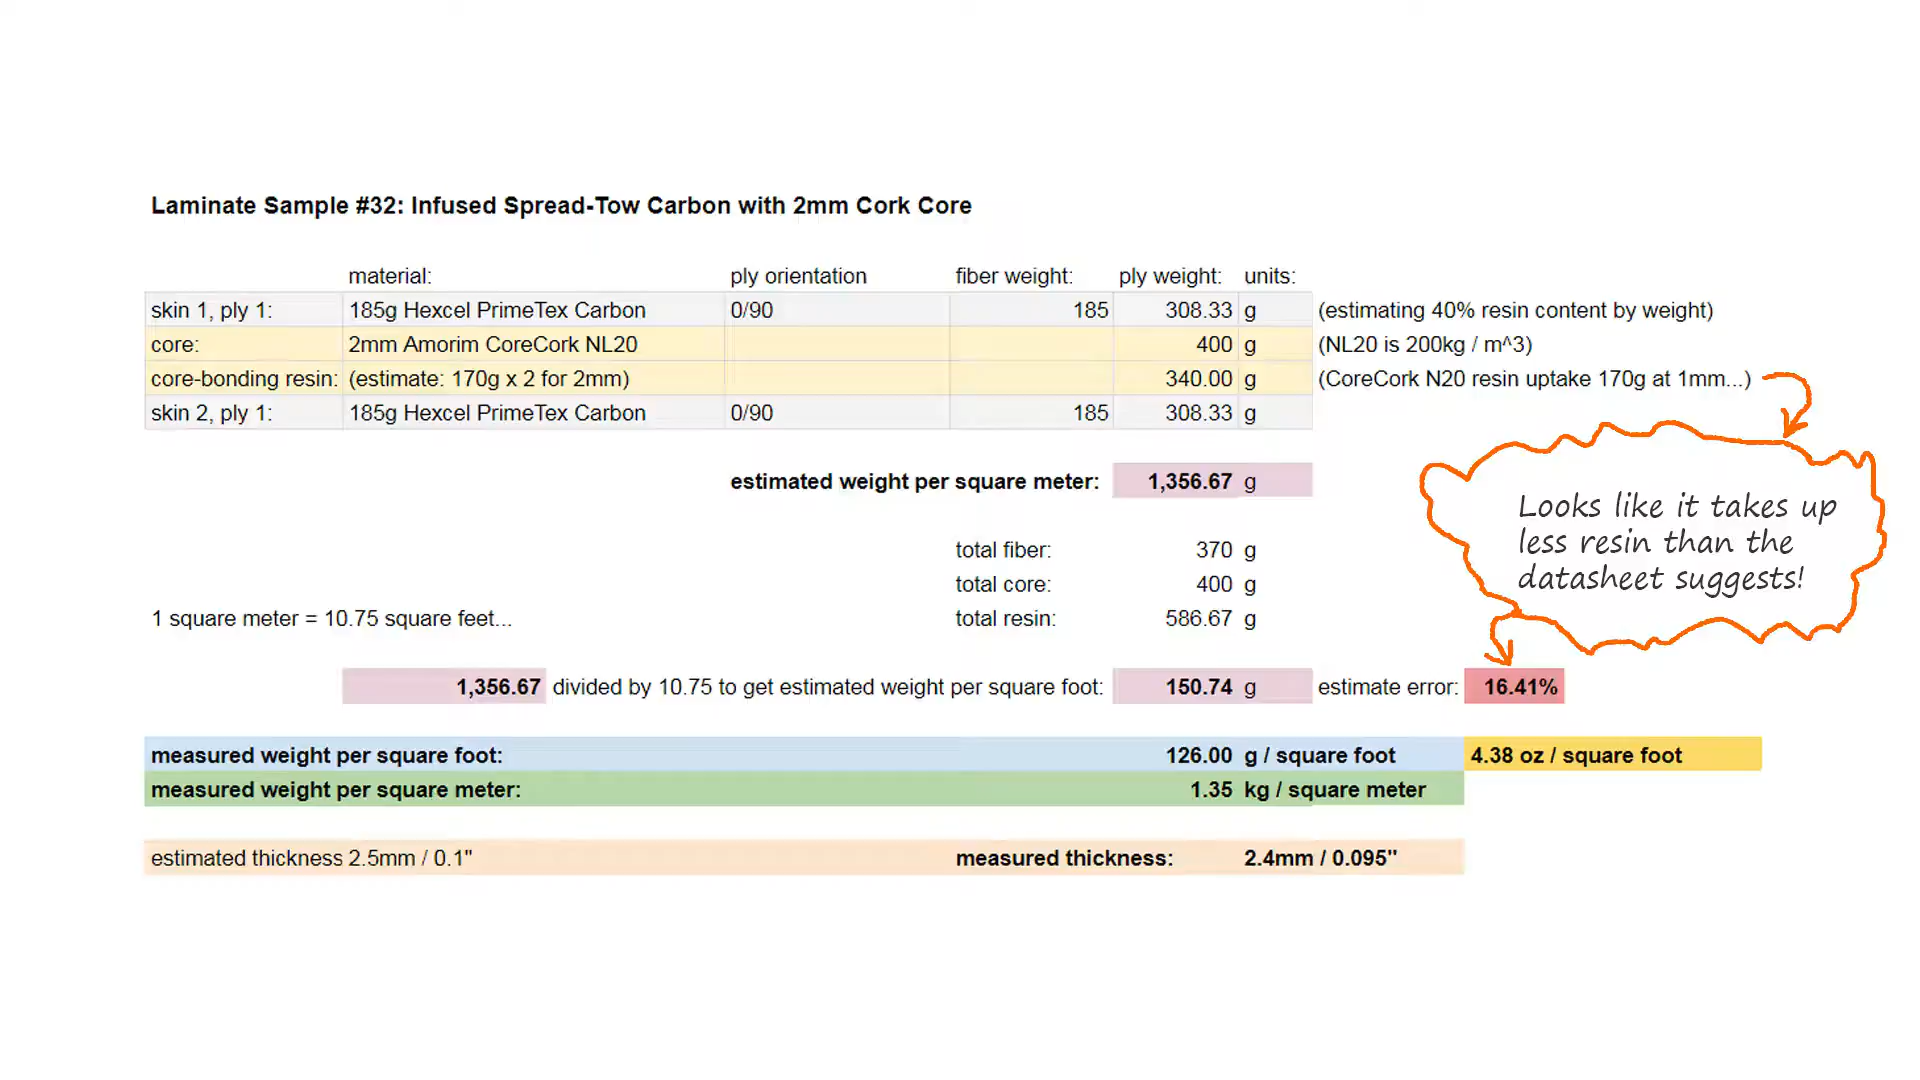 Laminate Sample #32: Infused Spread-Tow Carbon with 2mm Cork Core
material: ply orientation fiber weight: ply weight: units:
skin 1, ply 1: 185g Hexcel PrimeTex Carbon 0/90 185 308.33 g (estimating 40% resin content by weight)
core: 2mm Amorim CoreCork NL20 400 g (NL20 is 200kg / m^3)
core-bonding resin: (estimate: 170g x 2 for 2mm) 340.00 g (CoreCork N20 resin uptake 170g at 1mm...)
skin 2, ply 1: 185g Hexcel PrimeTex Carbon 0/90 185 308.33 g
estimated weight per square meter: 1,356.67 g
Looks like it takes up
less resin than the
datasheet suggests!
total fiber: 370 g
total core: 400 g
1 square meter = 10.75 square feet... total resin: 586.67 g
1,356.67 divided by 10.75 to get estimated weight per square foot: 150.74 g estimate error: 16.41%
measured weight per square foot: 126.00 g / square foot 4.38 oz / square foot
measured weight per square meter: 1.35 kg / square meter
estimated thickness 2.5mm / 0.1" measured thickness: 2.4mm / 0.095"